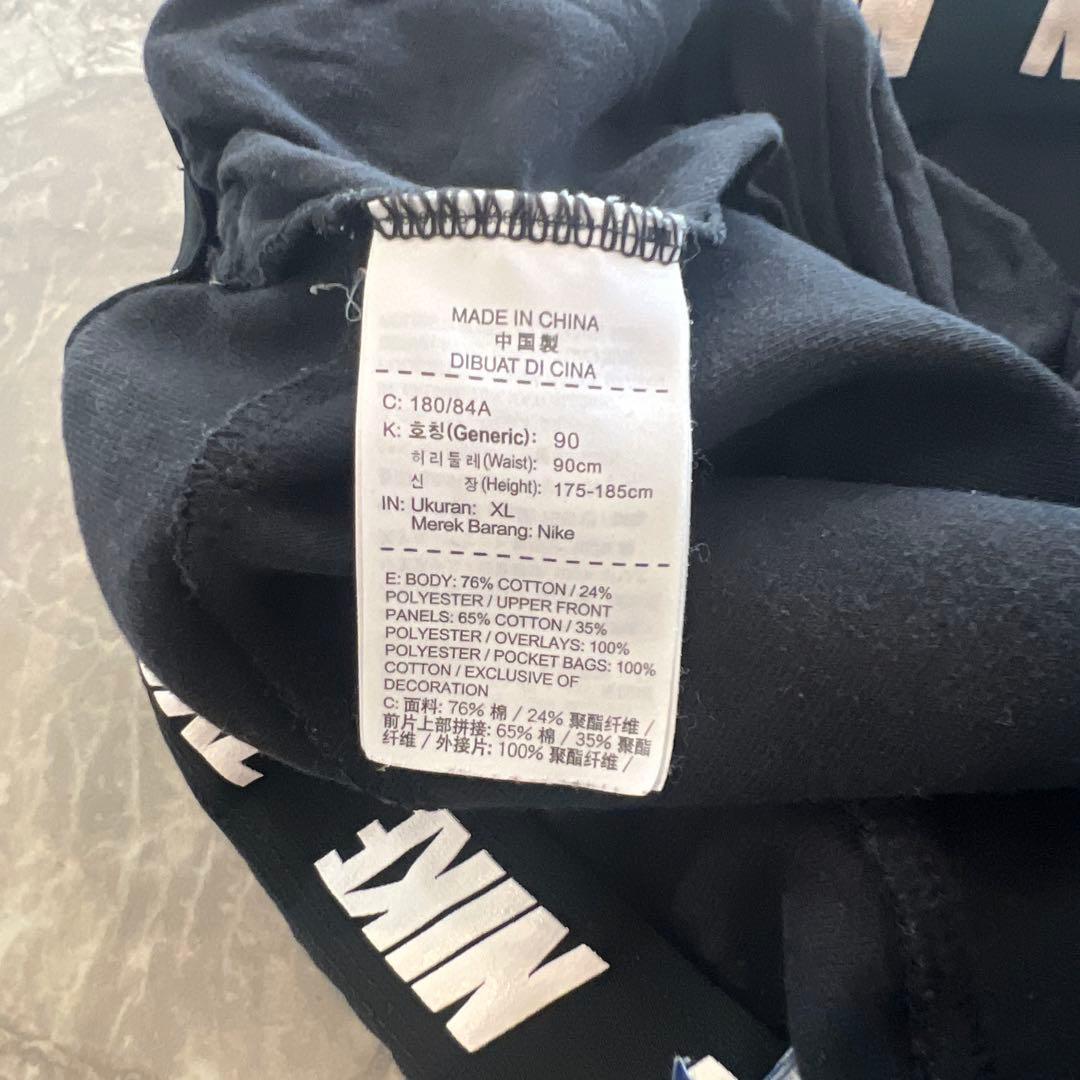 MADE IN CHINA
中国製
DIBUAT DI CINA
C: 180/84A
K: 호칭(Generic): 90
허리둘레(Waist): 90cm
신 장(Height): 175-185cm
IN: Ukuran: XL
Merek Barang: Nike
E: BODY: 76% COTTON / 24%
POLYESTER / UPPER FRONT
PANELS: 65% COTTON / 35%
POLYESTER / OVERLAYS: 100%
POLYESTER / POCKET BAGS: 100%
COTTON / EXCLUSIVE OF
DECORATION
C: 面料: 76% 棉 / 24% 聚酯纤维 /
前片上部拼接: 65% 棉 / 35% 聚酯
纤维 / 外接片: 100% 聚酯纤维 /
NIKE